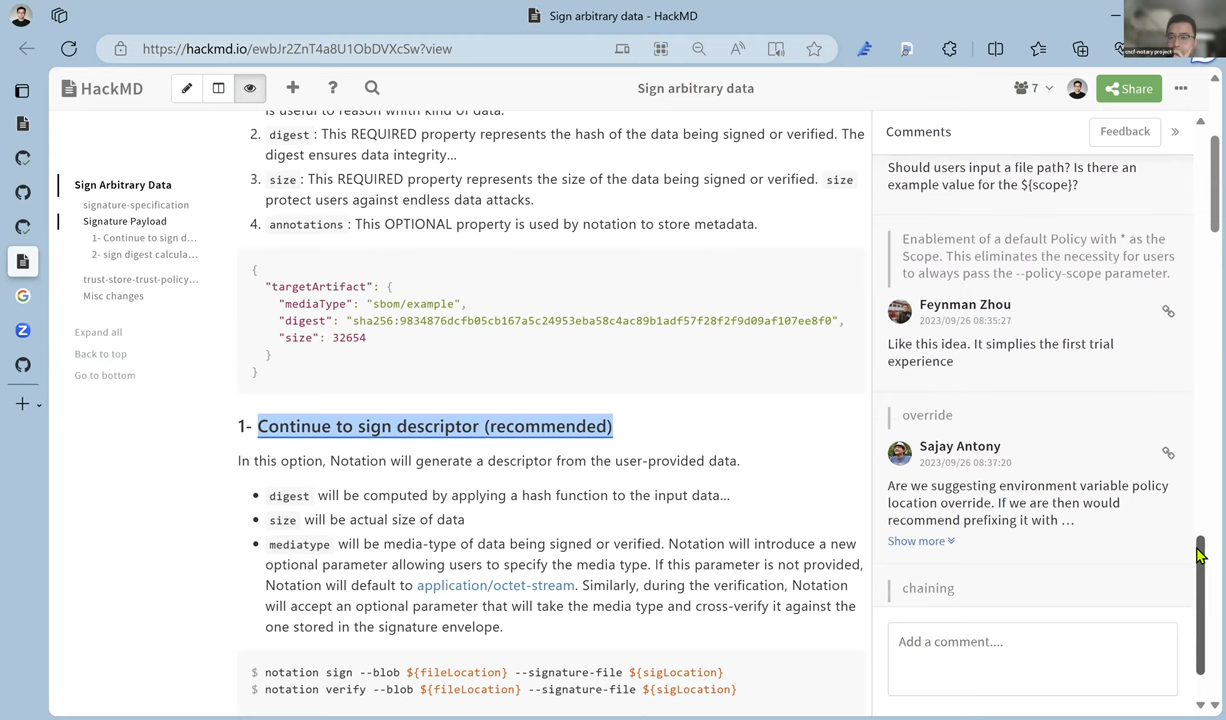 Sign arbitrary data - HackMD
cncf-notary project
https://hackmd.io/ewbJr2ZnT4a8U1ObDVXcSw?view
HackMD
Sign arbitrary data
7
Share
Sign Arbitrary Data
signature-specification
Signature Payload
1- Continue to sign d...
2- sign digest calcula...
trust-store-trust-policy...
Misc changes
Expand all
Back to top
Go to bottom
is useful to reason whith kind of data.
2. digest : This REQUIRED property represents the hash of the data being signed or verified. The
digest ensures data integrity...
3. size : This REQUIRED property represents the size of the data being signed or verified. size
protect users against endless data attacks.
4. annotations : This OPTIONAL property is used by notation to store metadata.
{
"targetArtifact": {
"mediaType": "sbom/example",
"digest": "sha256:9834876dcfb05cb167a5c24953eba58c4ac89b1adf57f28f2f9d09af107ee8f0",
"size": 32654
}
}
1- Continue to sign descriptor (recommended)
In this option, Notation will generate a descriptor from the user-provided data.
• digest will be computed by applying a hash function to the input data...
• size will be actual size of data
• mediatype will be media-type of data being signed or verified. Notation will introduce a new
optional parameter allowing users to specify the media type. If this parameter is not provided,
Notation will default to application/octet-stream. Similarly, during the verification, Notation
will accept an optional parameter that will take the media type and cross-verify it against the
one stored in the signature envelope.
$ notation sign --blob ${fileLocation} --signature-file ${sigLocation}
$ notation verify --blob ${fileLocation} --signature-file ${sigLocation}
Comments
Feedback
Should users input a file path? Is there an
example value for the ${scope}?
Enablement of a default Policy with * as the
Scope. This eliminates the necessity for users
to always pass the --policy-scope parameter.
Feynman Zhou
2023/09/26 08:35:27
Like this idea. It simplies the first trial
experience
override
Sajay Antony
2023/09/26 08:37:20
Are we suggesting environment variable policy
location override. If we are then would
recommend prefixing it with ...
Show more
chaining
Add a comment....